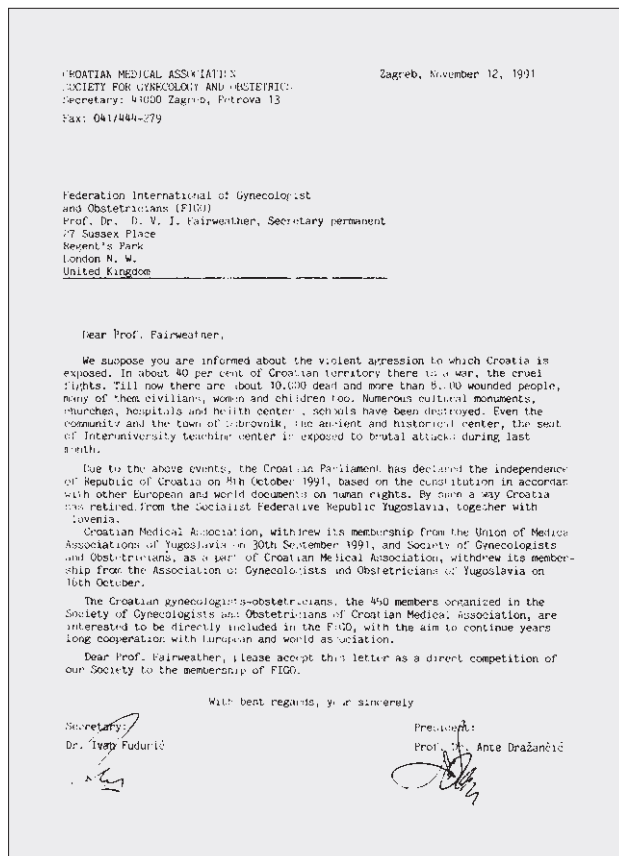 CROATIAN MEDICAL ASSOCIATION
Zagreb, November 12, 1991
SOCIETY FOR GYNECOLOGY AND OBSTETRICS
Secretary: 41000 Zagreb, Petrova 13
Fax: 041/444-279
Federation International of Gynecologist
and Obstetricians (FIGO)
Prof. Dr. D. V. I. Fairweather, Secretary permanent
27 Sussex Place
Regent's Park
London N. W.
United Kingdom
Dear Prof. Fairweather,
We suppose you are informed about the violent agression to which Croatia is
exposed. In about 40 per cent of Croatian territory there is a war, the cruel
fights. Till now there are about 10.000 dead and more than wounded people,
many of them civilians, women and children too. Numerous cultural monuments,
churches, hospitals and health center , schools have been destroyed. Even the
community and the town of Dubrovnik, the ancient and historical center, the seat
of Interuniversity teaching center is exposed to brutal attacks during last
month.
Due to the above events, the Croatian Parliament has declared the independence
of Republic of Croatia on 8th October 1991, based on the constitution in accordan
with other European and world documents on human rights. By such a way Croatia
has retired from the Socialist Federative Republic Yugoslavia, together with
Slovenia.
Croatian Medical Association, withdrew its membership from the Union of Medica
Associations of Yugoslavia on 30th September 1991, and Society of Gynecologists
and Obstetricians, as a part of Croatian Medical Association, withdrew its member-
ship from the Association of Gynecologists and Obstetricians of Yugoslavia on
16th October.
The Croatian gynecologists-obstetricians, the 450 members organized in the
Society of Gynecologists and Obstetricians of Croatian Medical Association, are
interested to be directly included in the FIGO, with the aim to continue years
long cooperation with European and world association.
Dear Prof. Fairweather, please accept this letter as a direct competition of
our Society to the membership of FIGO.
With best regards, your sincerely
Secretary:
President:
Dr. Ivan Fudurić
Prof. Dr. Ante Dražančić